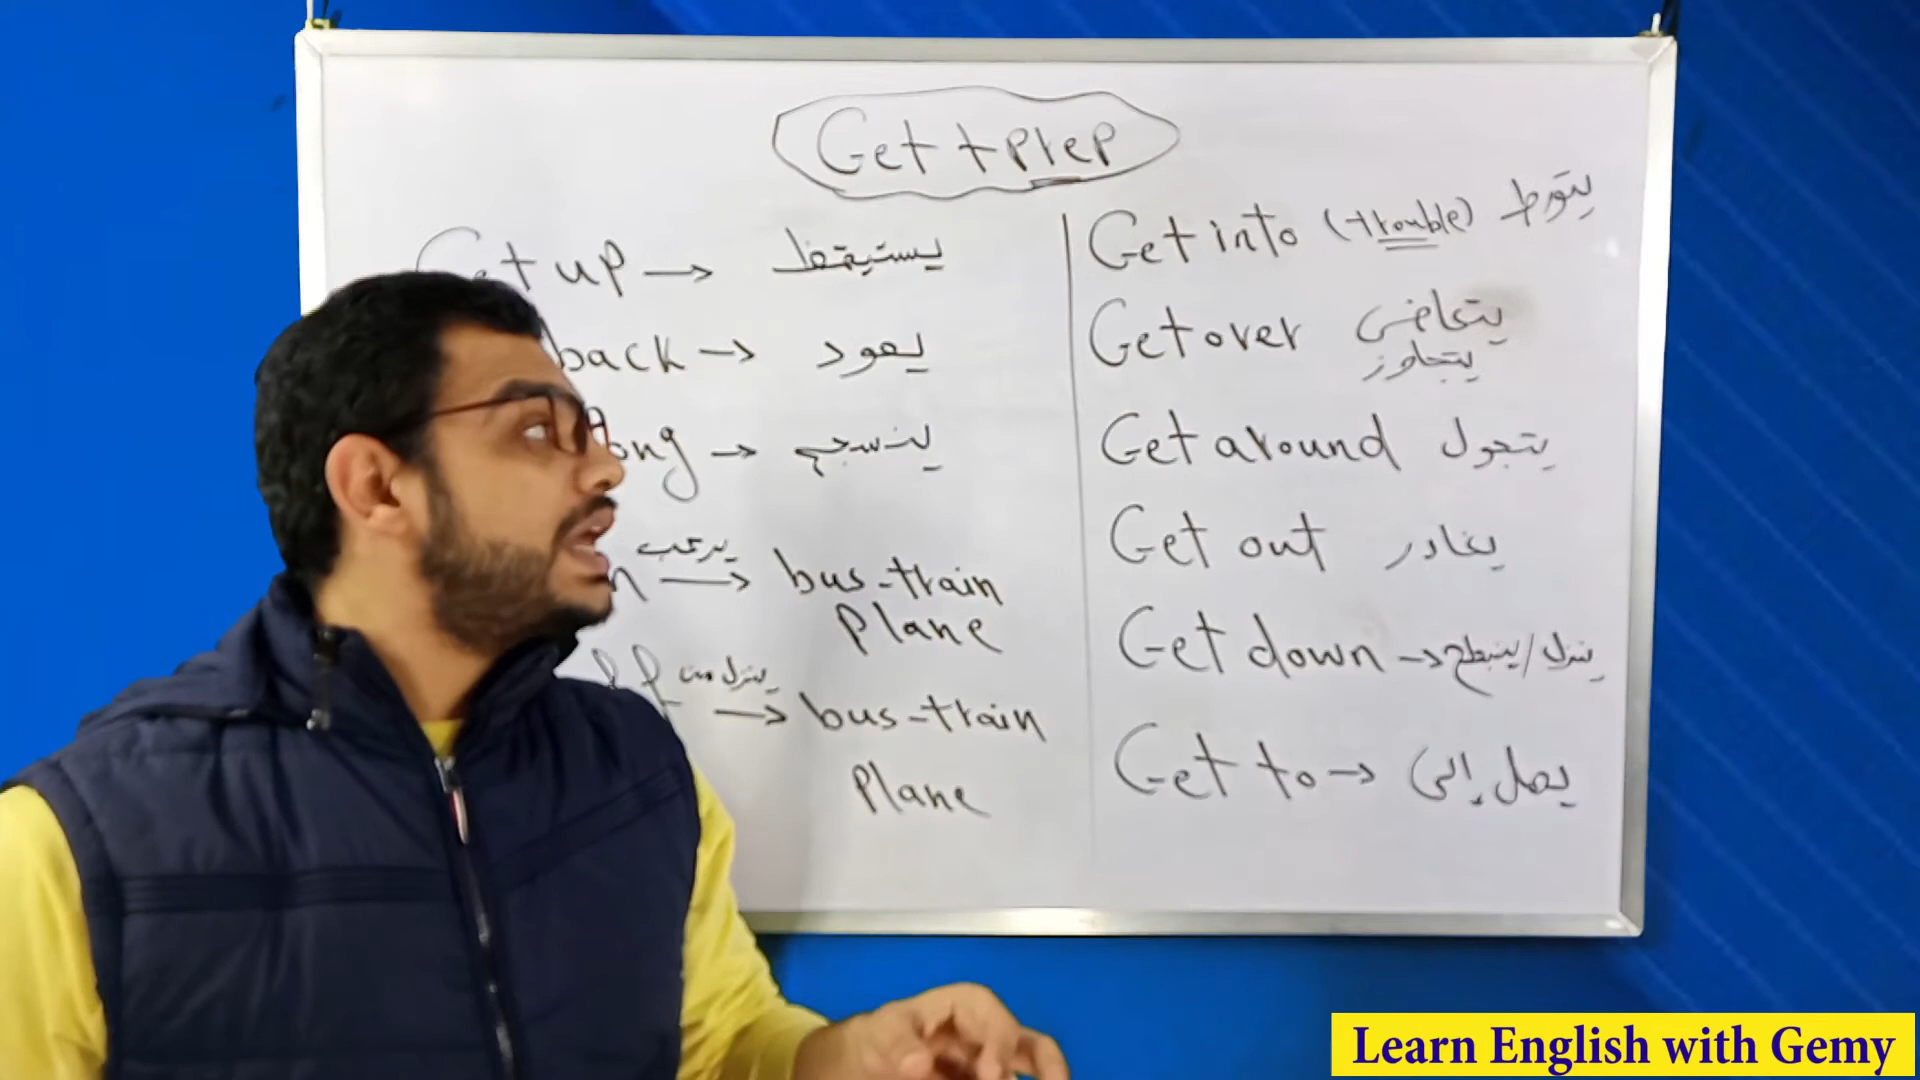 Get + prep
Get up → يستيقظ
back → يعود
ong → ينسجم
n يركب → bus-train
plane
ff ينزل من → bus-train
plane
Get into (trouble) يتورط
Get over يتعافى
يتجاوز
Get around يتجول
Get out يغادر
Get down → ينزل/ينبطح
Get to → يصل إلى
Learn English with Gemy